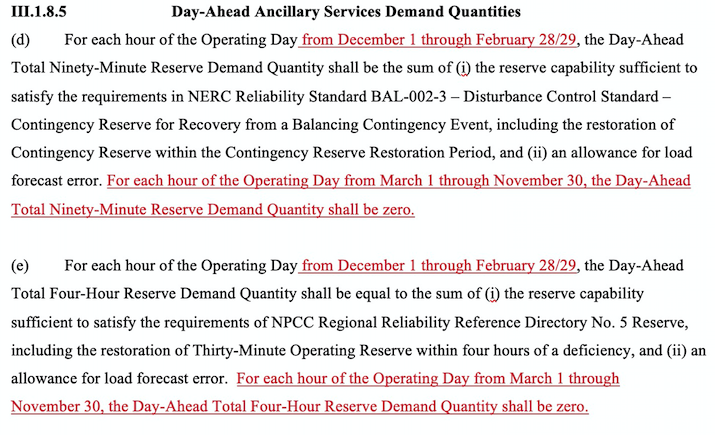 III.1.8.5 Day-Ahead Ancillary Services Demand Quantities
(d) For each hour of the Operating Day from December 1 through February 28/29, the Day-Ahead
Total Ninety-Minute Reserve Demand Quantity shall be the sum of (i) the reserve capability sufficient to
satisfy the requirements in NERC Reliability Standard BAL-002-3 – Disturbance Control Standard –
Contingency Reserve for Recovery from a Balancing Contingency Event, including the restoration of
Contingency Reserve within the Contingency Reserve Restoration Period, and (ii) an allowance for load
forecast error. For each hour of the Operating Day from March 1 through November 30, the Day-Ahead
Total Ninety-Minute Reserve Demand Quantity shall be zero.
(e) For each hour of the Operating Day from December 1 through February 28/29, the Day-Ahead
Total Four-Hour Reserve Demand Quantity shall be equal to the sum of (i) the reserve capability
sufficient to satisfy the requirements of NPCC Regional Reliability Reference Directory No. 5 Reserve,
including the restoration of Thirty-Minute Operating Reserve within four hours of a deficiency, and (ii) an
allowance for load forecast error. For each hour of the Operating Day from March 1 through
November 30, the Day-Ahead Total Four-Hour Reserve Demand Quantity shall be zero.